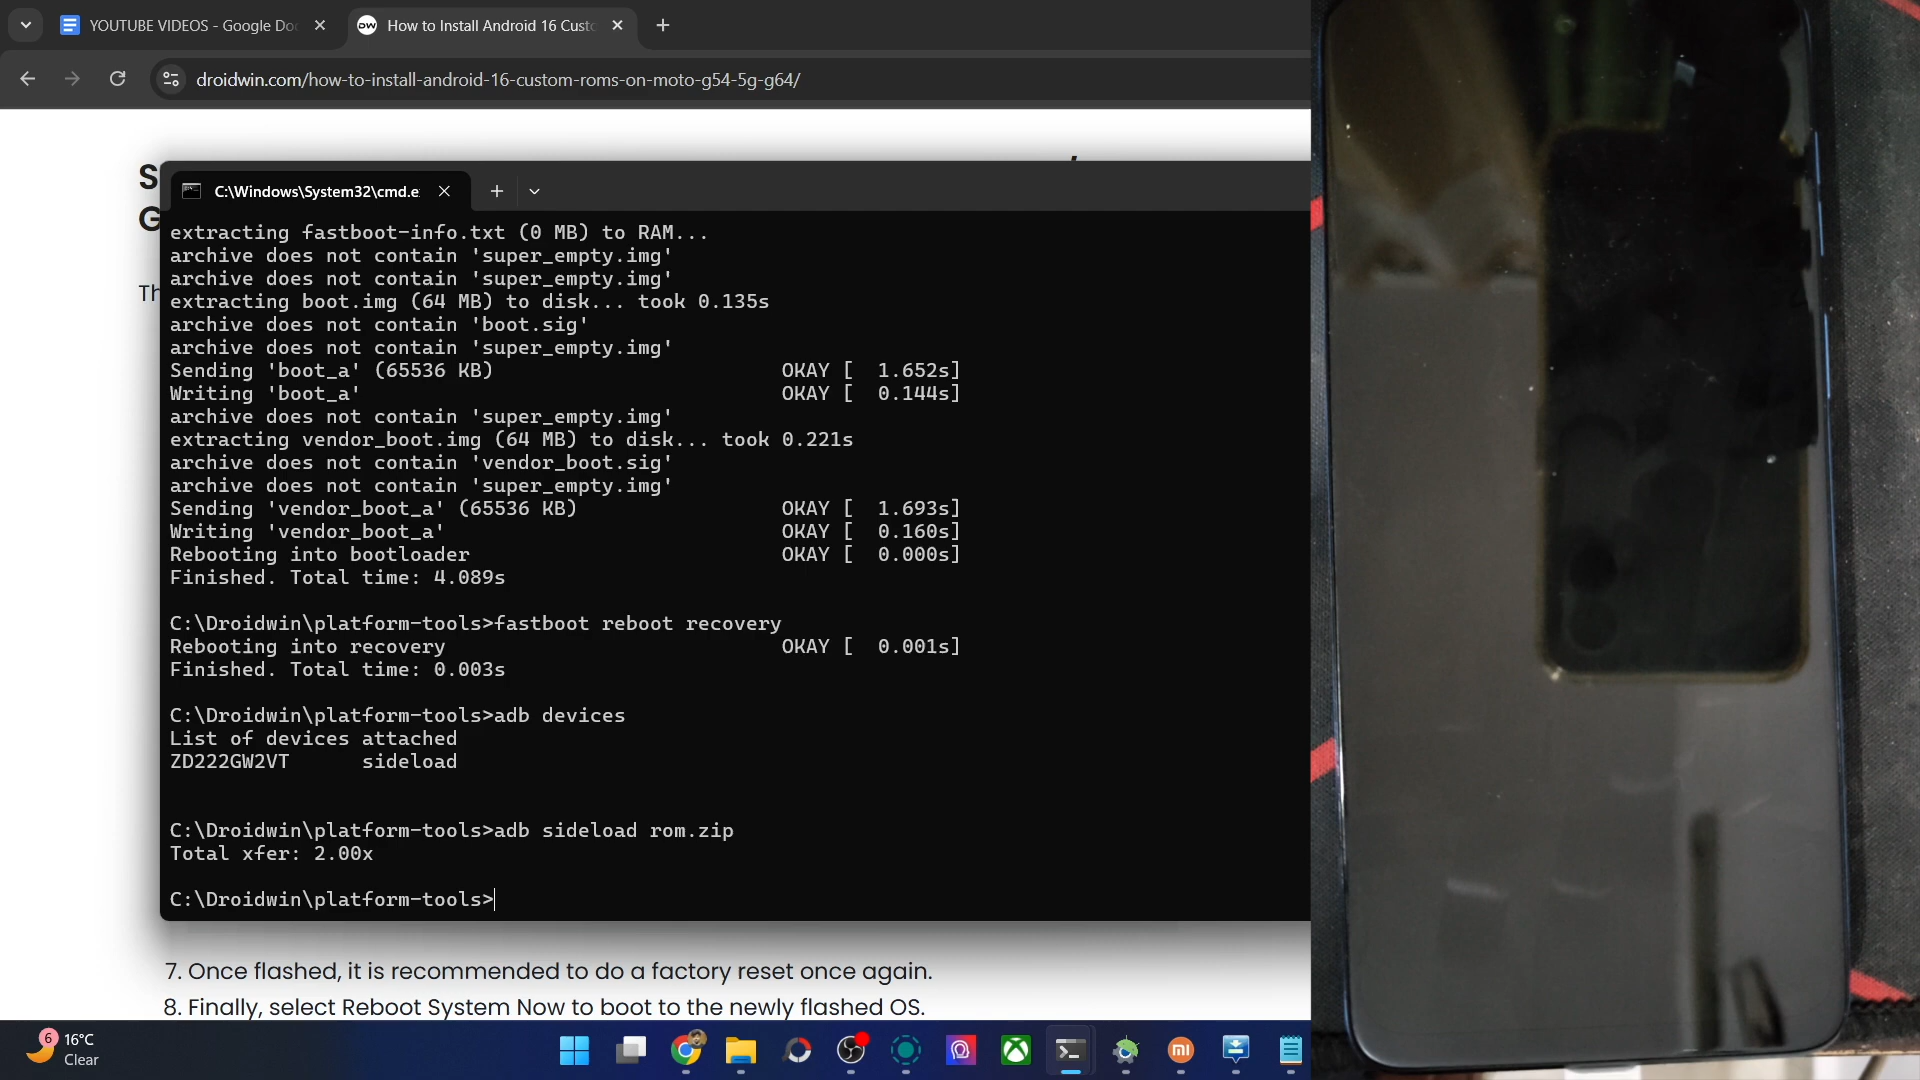 YOUTUBE VIDEOS - Google Do
How to Install Android 16 Custo
droidwin.com/how-to-install-android-16-custom-roms-on-moto-g54-5g-g64/
S
G
Th
C:\Windows\System32\cmd.e
extracting fastboot-info.txt (0 MB) to RAM...
archive does not contain 'super_empty.img'
archive does not contain 'super_empty.img'
extracting boot.img (64 MB) to disk... took 0.135s
archive does not contain 'boot.sig'
archive does not contain 'super_empty.img'
Sending 'boot_a' (65536 KB) OKAY [ 1.652s]
Writing 'boot_a' OKAY [ 0.144s]
archive does not contain 'super_empty.img'
extracting vendor_boot.img (64 MB) to disk... took 0.221s
archive does not contain 'vendor_boot.sig'
archive does not contain 'super_empty.img'
Sending 'vendor_boot_a' (65536 KB) OKAY [ 1.693s]
Writing 'vendor_boot_a' OKAY [ 0.160s]
Rebooting into bootloader OKAY [ 0.000s]
Finished. Total time: 4.089s
C:\Droidwin\platform-tools>fastboot reboot recovery
Rebooting into recovery OKAY [ 0.001s]
Finished. Total time: 0.003s
C:\Droidwin\platform-tools>adb devices
List of devices attached
ZD222GW2VT sideload
C:\Droidwin\platform-tools>adb sideload rom.zip
Total xfer: 2.00x
C:\Droidwin\platform-tools>
7. Once flashed, it is recommended to do a factory reset once again.
8. Finally, select Reboot System Now to boot to the newly flashed OS.
6
16°C
Clear